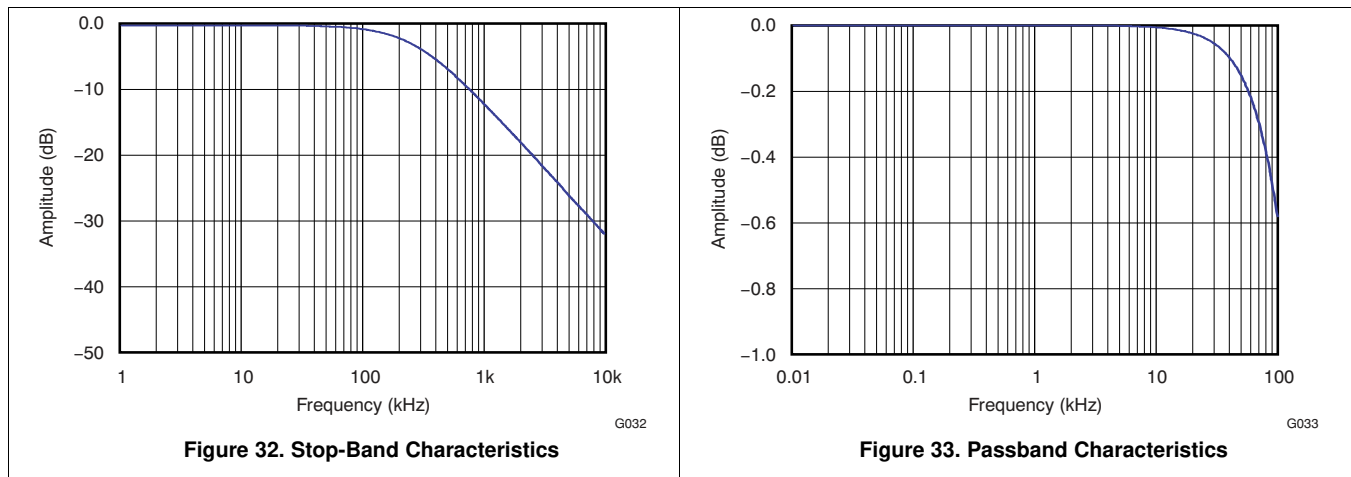 0.0
−10
−20
−30
−40
−50
Amplitude (dB)
1 10 100 1k 10k
Frequency (kHz)
G032
Figure 32. Stop-Band Characteristics
0.0
−0.2
−0.4
−0.6
−0.8
−1.0
Amplitude (dB)
0.01 0.1 1 10 100
Frequency (kHz)
G033
Figure 33. Passband Characteristics